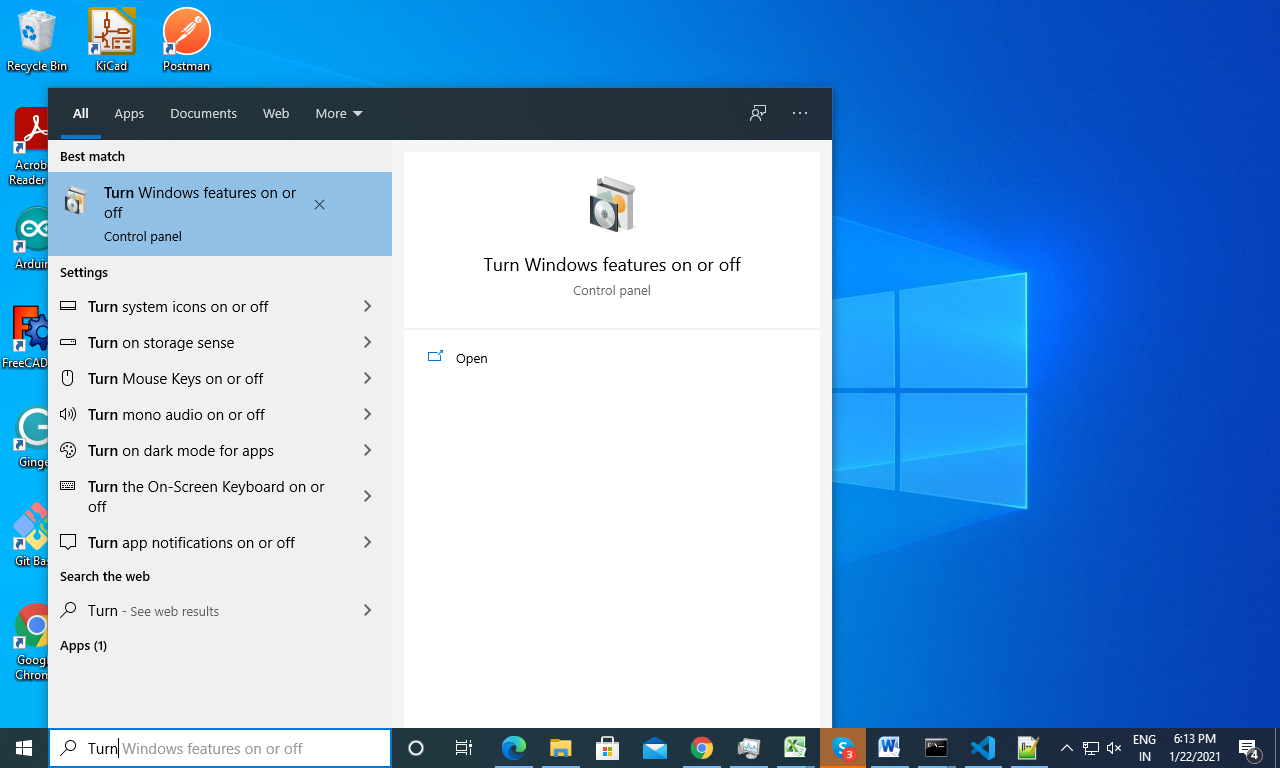 Recycle Bin
KiCad
Postman
Acrob
Reader
Arduin
FreeCAD
Ginge
Git Bas
Googl
Chrom
All
Apps
Documents
Web
More
Best match
Turn Windows features on or
off
Control panel
Settings
Turn system icons on or off
Turn on storage sense
Turn Mouse Keys on or off
Turn mono audio on or off
Turn on dark mode for apps
Turn the On-Screen Keyboard on or
off
Turn app notifications on or off
Search the web
Turn - See web results
Apps (1)
Turn Windows features on or off
Control panel
Open
Turn Windows features on or off
3
ENG
IN
6:13 PM
1/22/2021
4